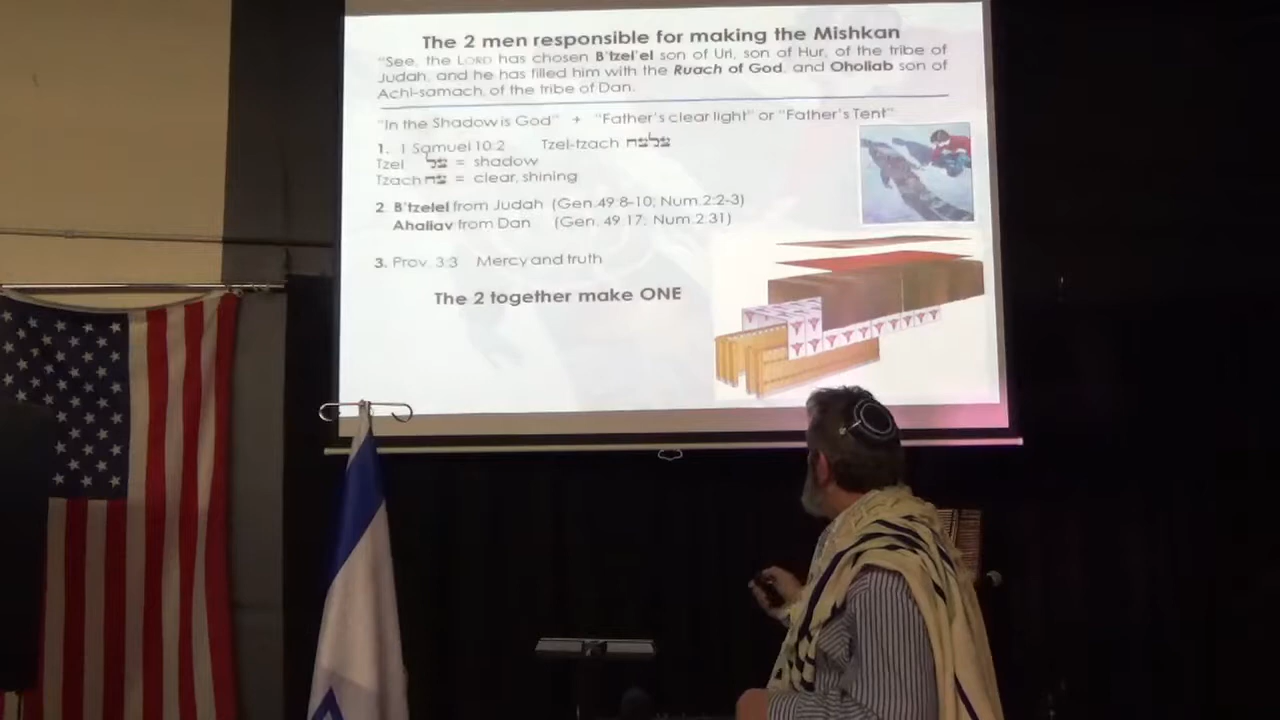 The 2 men responsible for making the Mishkan
"See, the LORD has chosen B'tzel'el son of Uri, son of Hur, of the tribe of
Judah, and he has filled him with the Ruach of God, and Oholiab son of
Achi-samach, of the tribe of Dan.
"In the Shadow is God" + "Father's clear light" or "Father's Tent"
1. I Samuel 10:2 Tzel-tzach צלצח
Tzel צל = shadow
Tzach צח = clear, shining
2 B'tzelel from Judah (Gen.49:8-10; Num.2:2-3)
Ahaliav from Dan (Gen. 49:17; Num.2:31)
3. Prov. 3:3 Mercy and truth
The 2 together make ONE